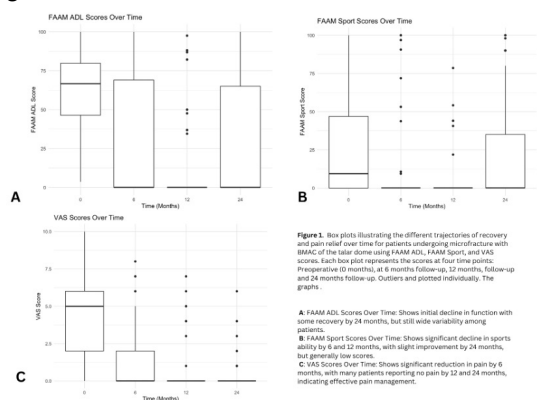 FAAM ADL Scores Over Time
FAAM ADL Score
100
75
50
25
0
0 6 12 24
Time (Months)
A
FAAM Sport Scores Over Time
FAAM Sport Score
100
75
50
25
0
0 6 12 24
Time (Months)
B
VAS Scores Over Time
VAS Score
10.0
7.5
5.0
2.5
0.0
0 6 12 24
Time (Months)
C
Figure 1. Box plots illustrating the different trajectories of recovery
and pain relief over time for patients undergoing microfracture with
BMAC of the talar dome using FAAM ADL, FAAM Sport, and VAS
scores. Each box plot represents the scores at four time points:
Preoperative (0 months), at 6 months follow-up, 12 months, follow-up
and 24 months follow-up. Outliers and plotted individually. The
graphs .
A: FAAM ADL Scores Over Time: Shows initial decline in function with
some recovery by 24 months, but still wide variability among
patients.
B: FAAM Sport Scores Over Time: Shows significant decline in sports
ability by 6 and 12 months, with slight improvement by 24 months,
but generally low scores.
C: VAS Scores Over Time: Shows significant reduction in pain by 6
months, with many patients reporting no pain by 12 and 24 months,
indicating effective pain management.